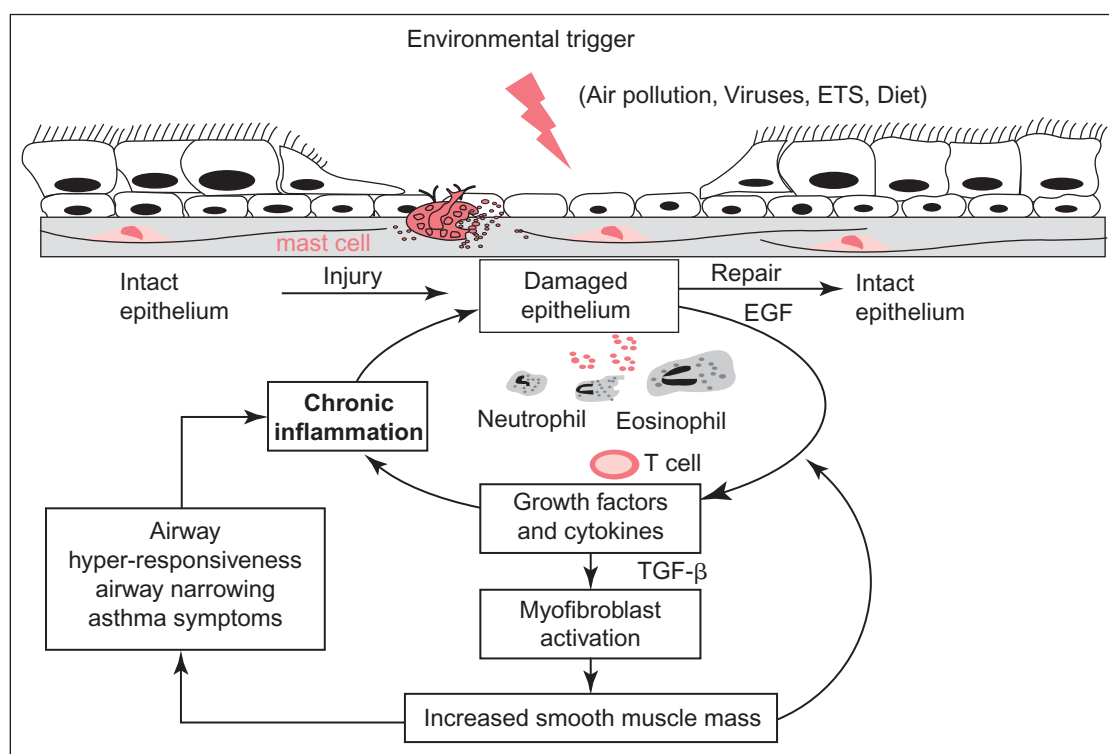 Environmental trigger
(Air pollution, Viruses, ETS, Diet)
mast cell
Intact
epithelium
Injury
Damaged
epithelium
Repair
EGF
Intact
epithelium
Chronic
inflammation
Neutrophil
Eosinophil
T cell
Growth factors
and cytokines
Airway
hyper-responsiveness
airway narrowing
asthma symptoms
TGF-β
Myofibroblast
activation
Increased smooth muscle mass